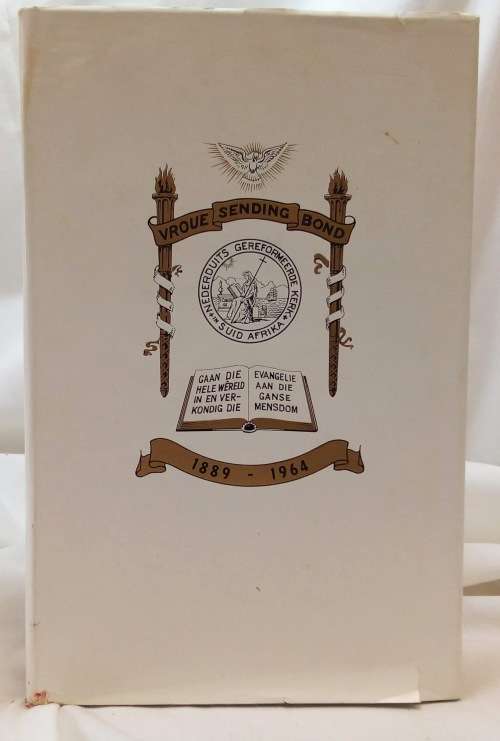 VROUE SENDING BOND
NEDERDUITS GEREFORMEERDE KERK
IN SUID AFRIKA
GAAN DIE
HELE WÊRELD
IN EN VER-
KONDIG DIE
EVANGELIE
AAN DIE
GANSE
MENSDOM
1889 - 1964